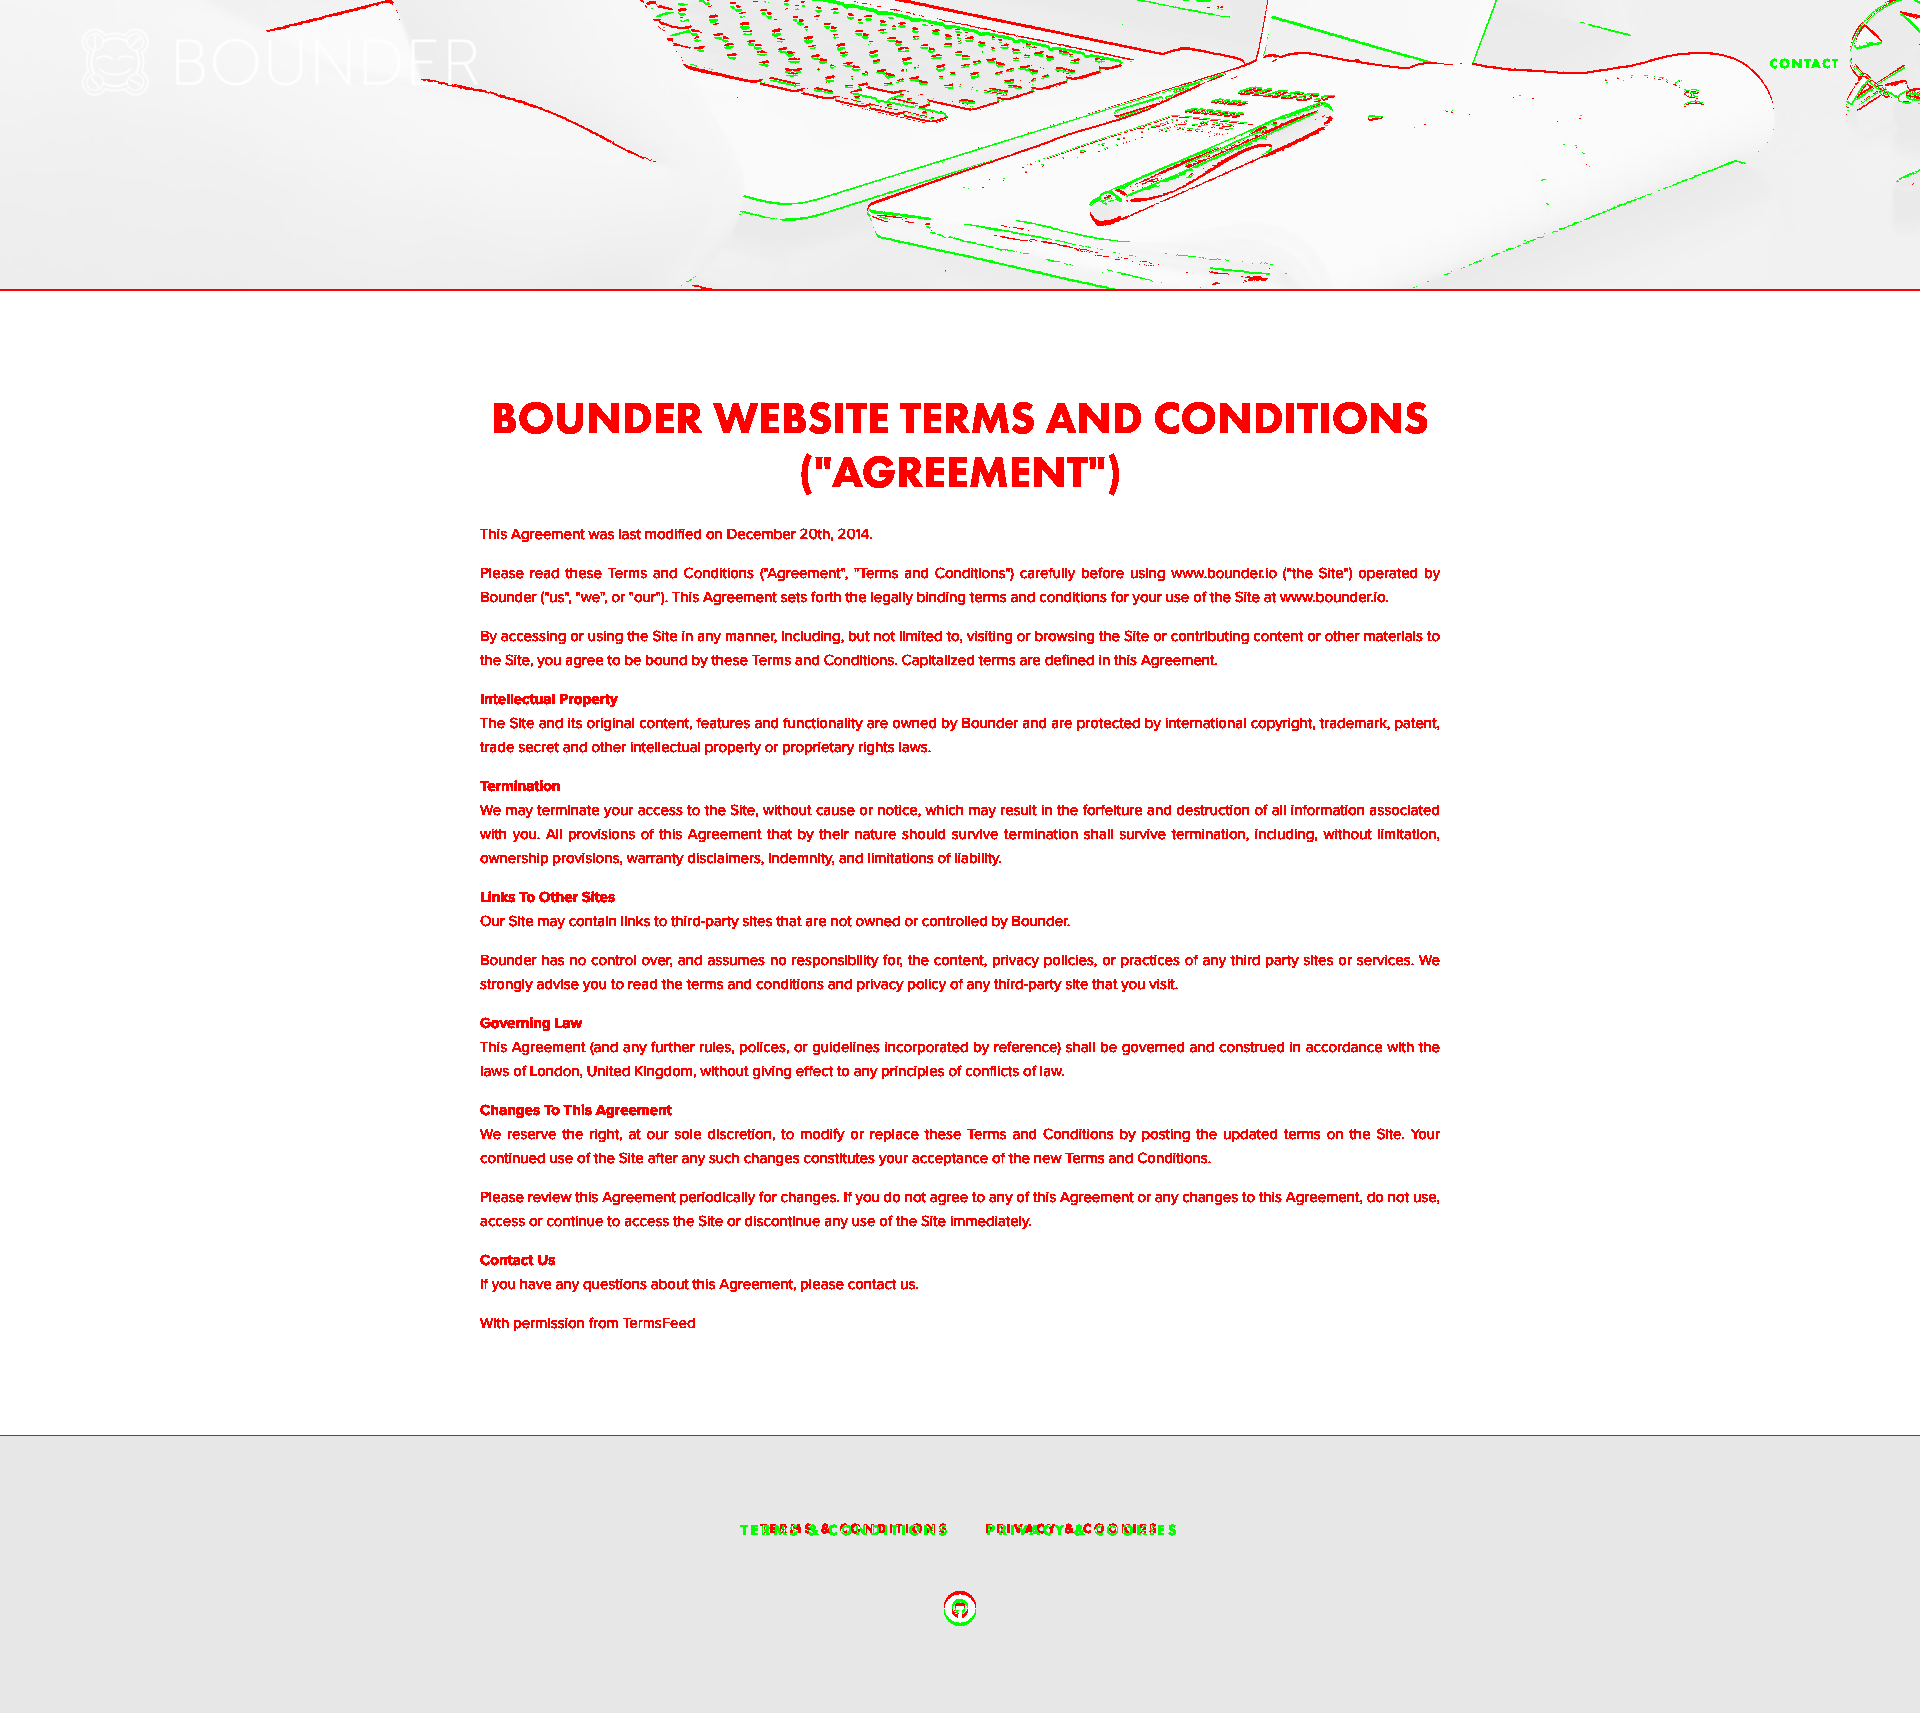 BOUNDER
CONTACT
BOUNDER WEBSITE TERMS AND CONDITIONS
("AGREEMENT")
This Agreement was last modified on December 20th, 2014.
Please read these Terms and Conditions ("Agreement", "Terms and Conditions") carefully before using www.bounder.io ("the Site") operated by
Bounder ("us", "we", or "our"). This Agreement sets forth the legally binding terms and conditions for your use of the Site at www.bounder.io.
By accessing or using the Site in any manner, including, but not limited to, visiting or browsing the Site or contributing content or other materials to
the Site, you agree to be bound by these Terms and Conditions. Capitalized terms are defined in this Agreement.
Intellectual Property
The Site and its original content, features and functionality are owned by Bounder and are protected by international copyright, trademark, patent,
trade secret and other intellectual property or proprietary rights laws.
Termination
We may terminate your access to the Site, without cause or notice, which may result in the forfeiture and destruction of all information associated
with you. All provisions of this Agreement that by their nature should survive termination shall survive termination, including, without limitation,
ownership provisions, warranty disclaimers, indemnity, and limitations of liability.
Links To Other Sites
Our Site may contain links to third-party sites that are not owned or controlled by Bounder.
Bounder has no control over, and assumes no responsibility for, the content, privacy policies, or practices of any third party sites or services. We
strongly advise you to read the terms and conditions and privacy policy of any third-party site that you visit.
Governing Law
This Agreement (and any further rules, polices, or guidelines incorporated by reference) shall be governed and construed in accordance with the
laws of London, United Kingdom, without giving effect to any principles of conflicts of law.
Changes To This Agreement
We reserve the right, at our sole discretion, to modify or replace these Terms and Conditions by posting the updated terms on the Site. Your
continued use of the Site after any such changes constitutes your acceptance of the new Terms and Conditions.
Please review this Agreement periodically for changes. If you do not agree to any of this Agreement or any changes to this Agreement, do not use,
access or continue to access the Site or discontinue any use of the Site immediately.
Contact Us
If you have any questions about this Agreement, please contact us.
With permission from TermsFeed
TERMS & CONDITIONS PRIVACY & COOKIES